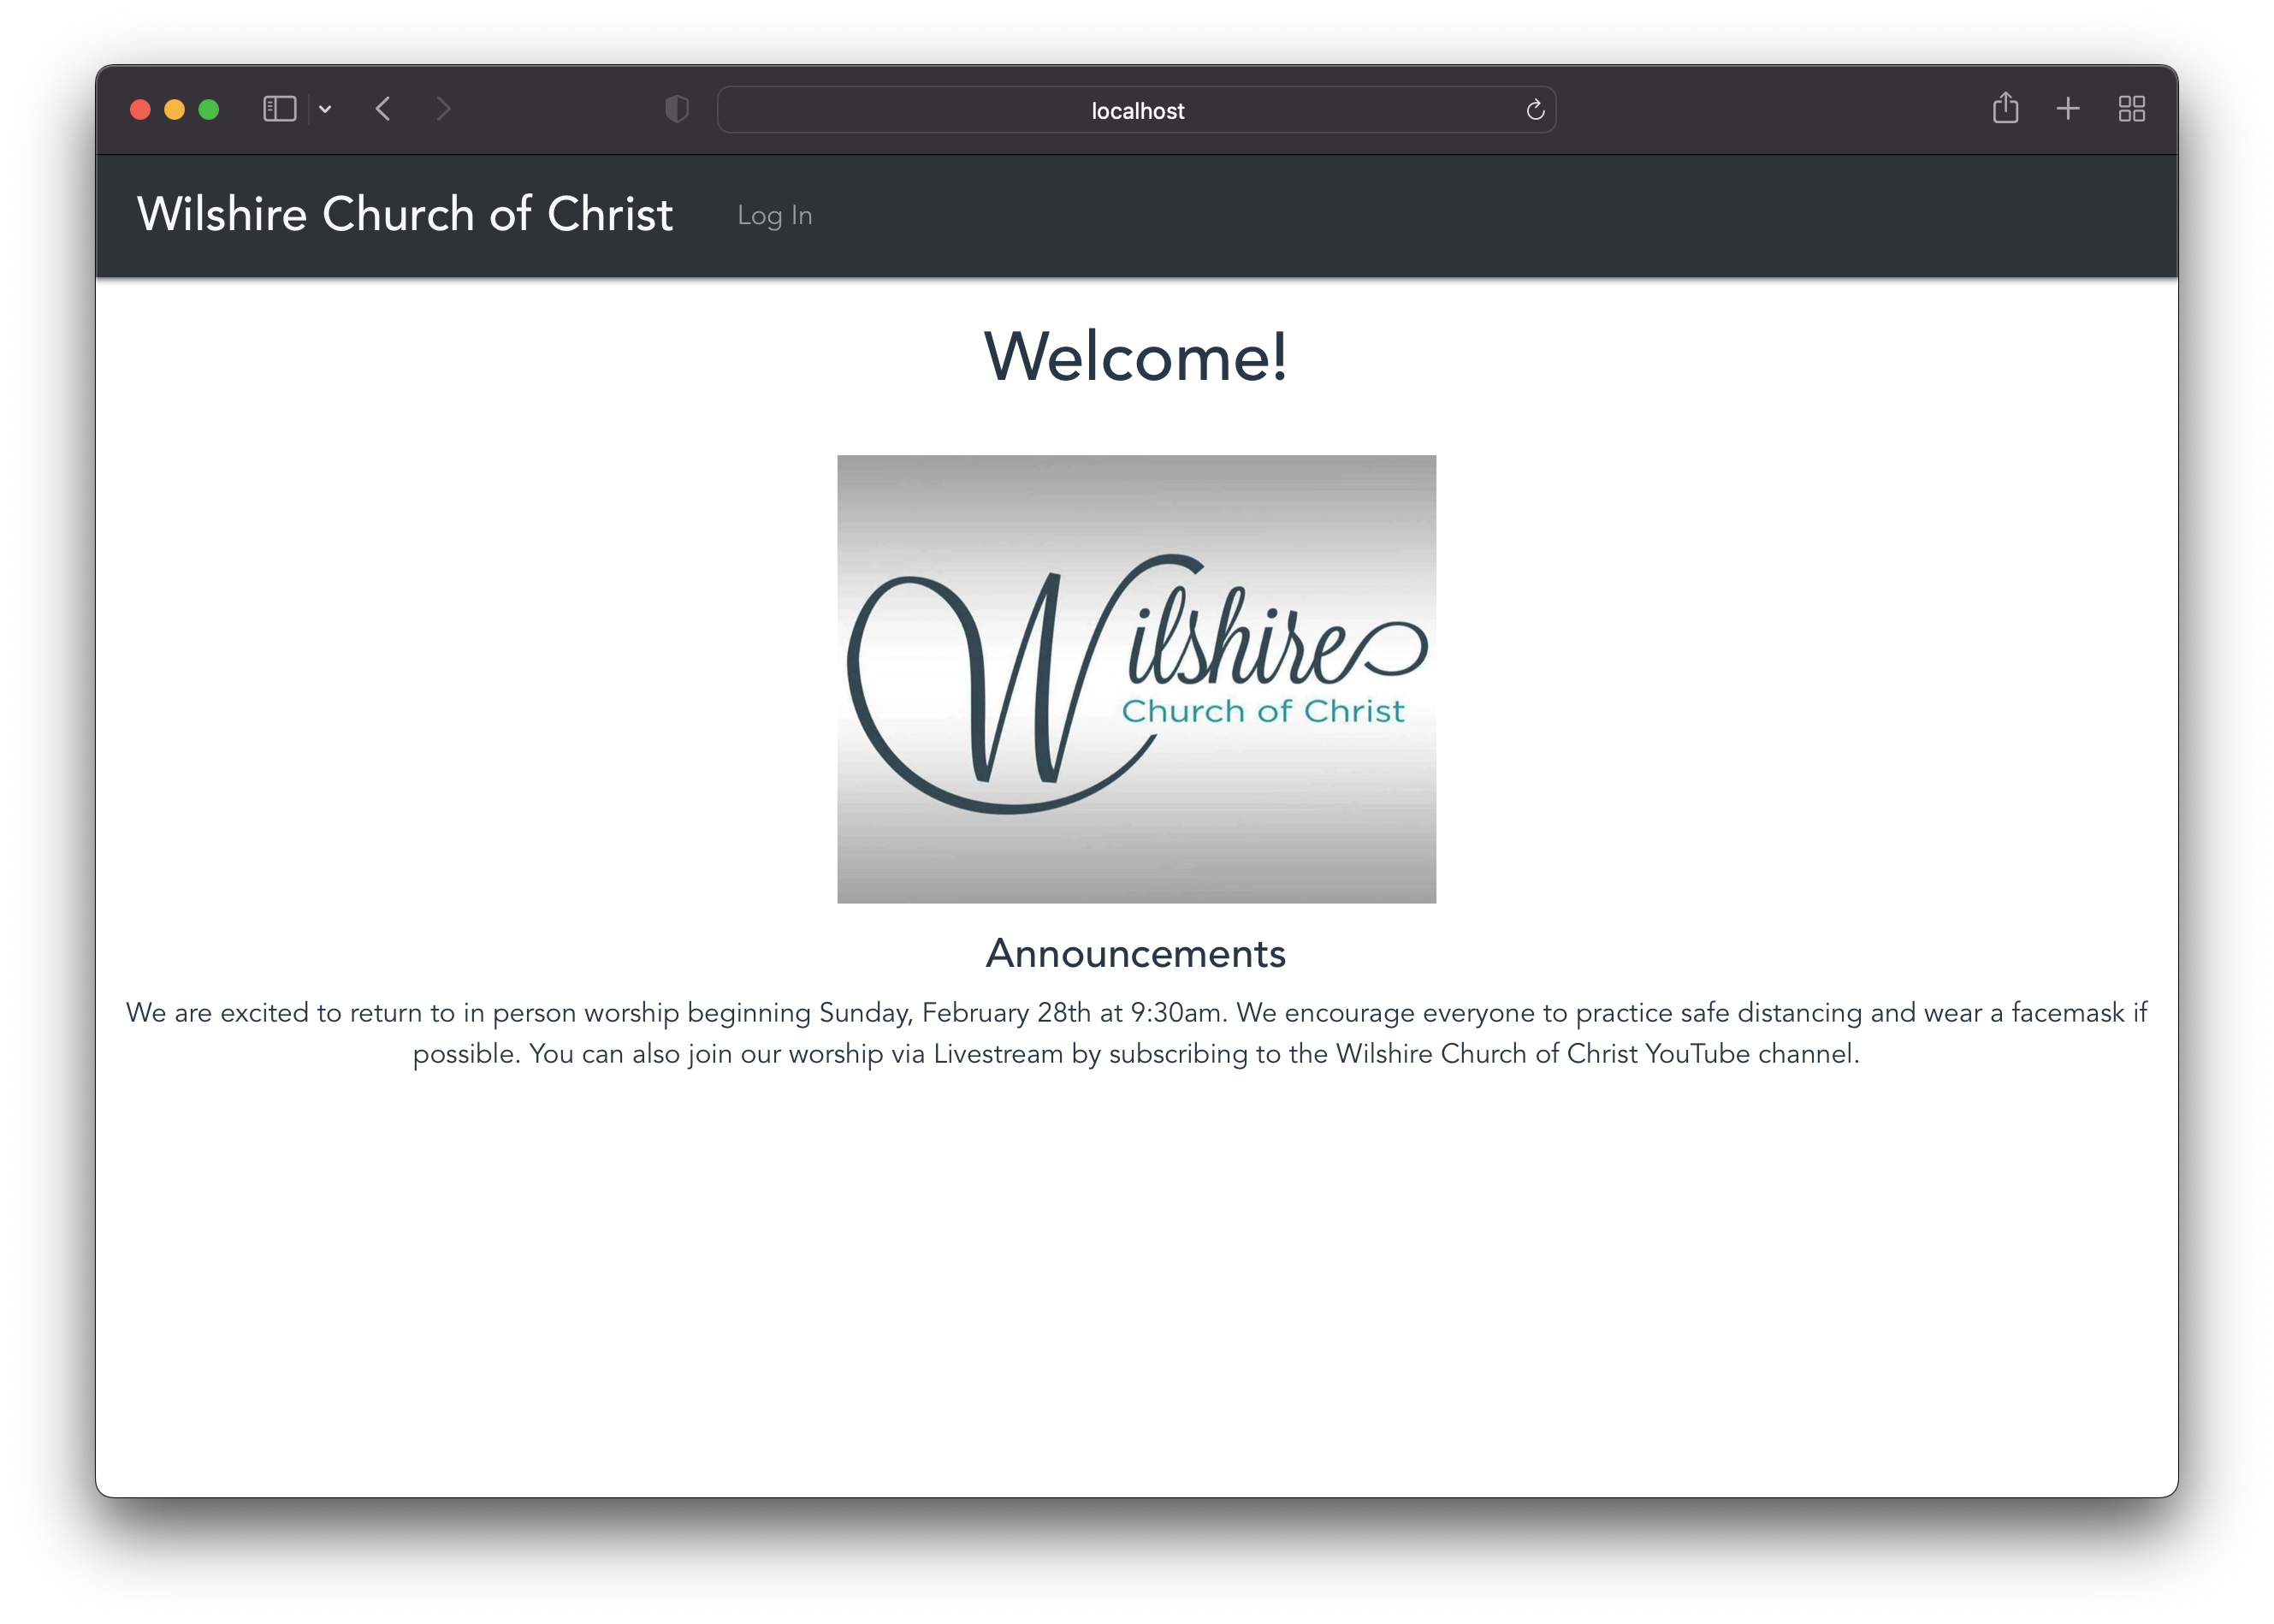 localhost
Wilshire Church of Christ
Log In
Welcome!
Wilshire
Church of Christ
Announcements
We are excited to return to in person worship beginning Sunday, February 28th at 9:30am. We encourage everyone to practice safe distancing and wear a facemask if
possible. You can also join our worship via Livestream by subscribing to the Wilshire Church of Christ YouTube channel.